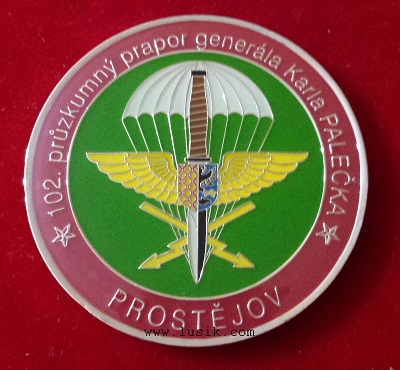 102. průzkumný prapor generála Karla PALEČKA
PROSTĚJOV
www.lusik.com